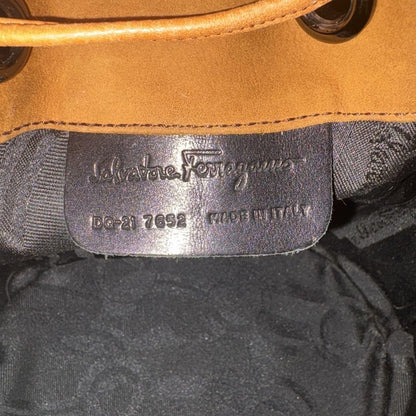 Salvatore Ferragamo
DG-21 7652 MADE IN ITALY